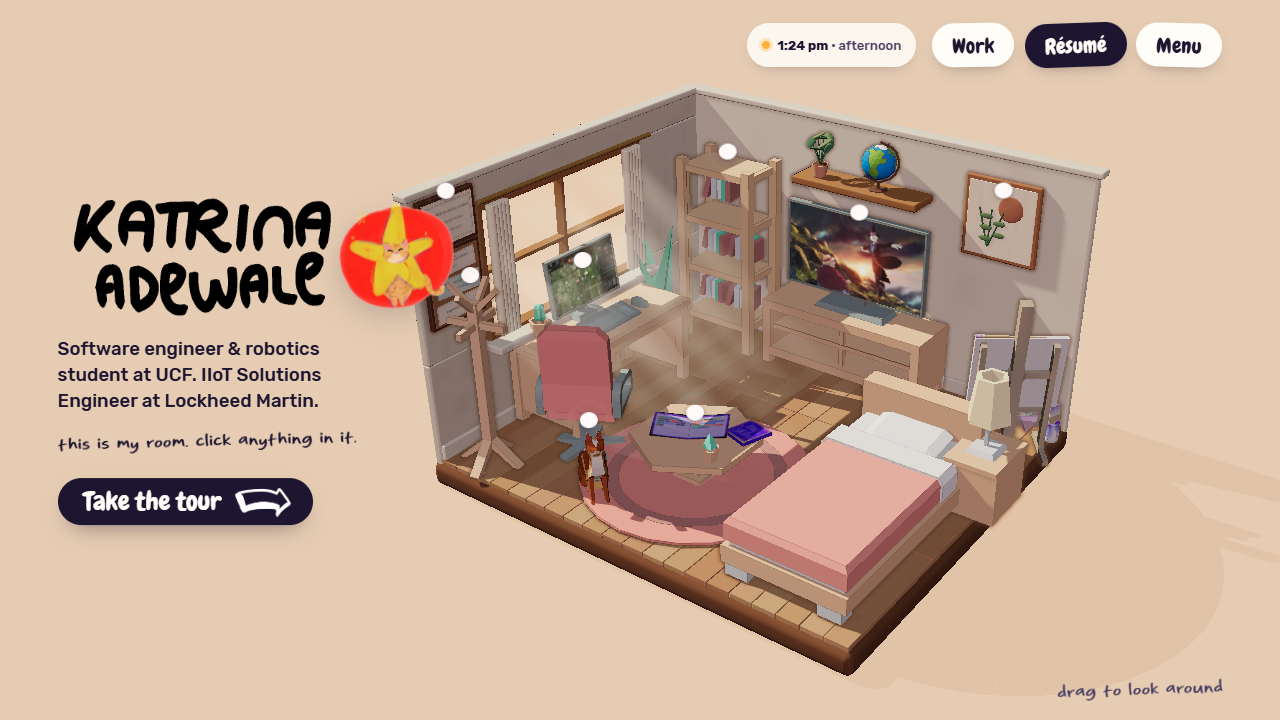 1:24 pm · afternoon
Work
Résumé
Menu
KATRINA
ADEWALE
Software engineer & robotics
student at UCF. IIoT Solutions
Engineer at Lockheed Martin.
this is my room. click anything in it.
Take the tour
drag to look around